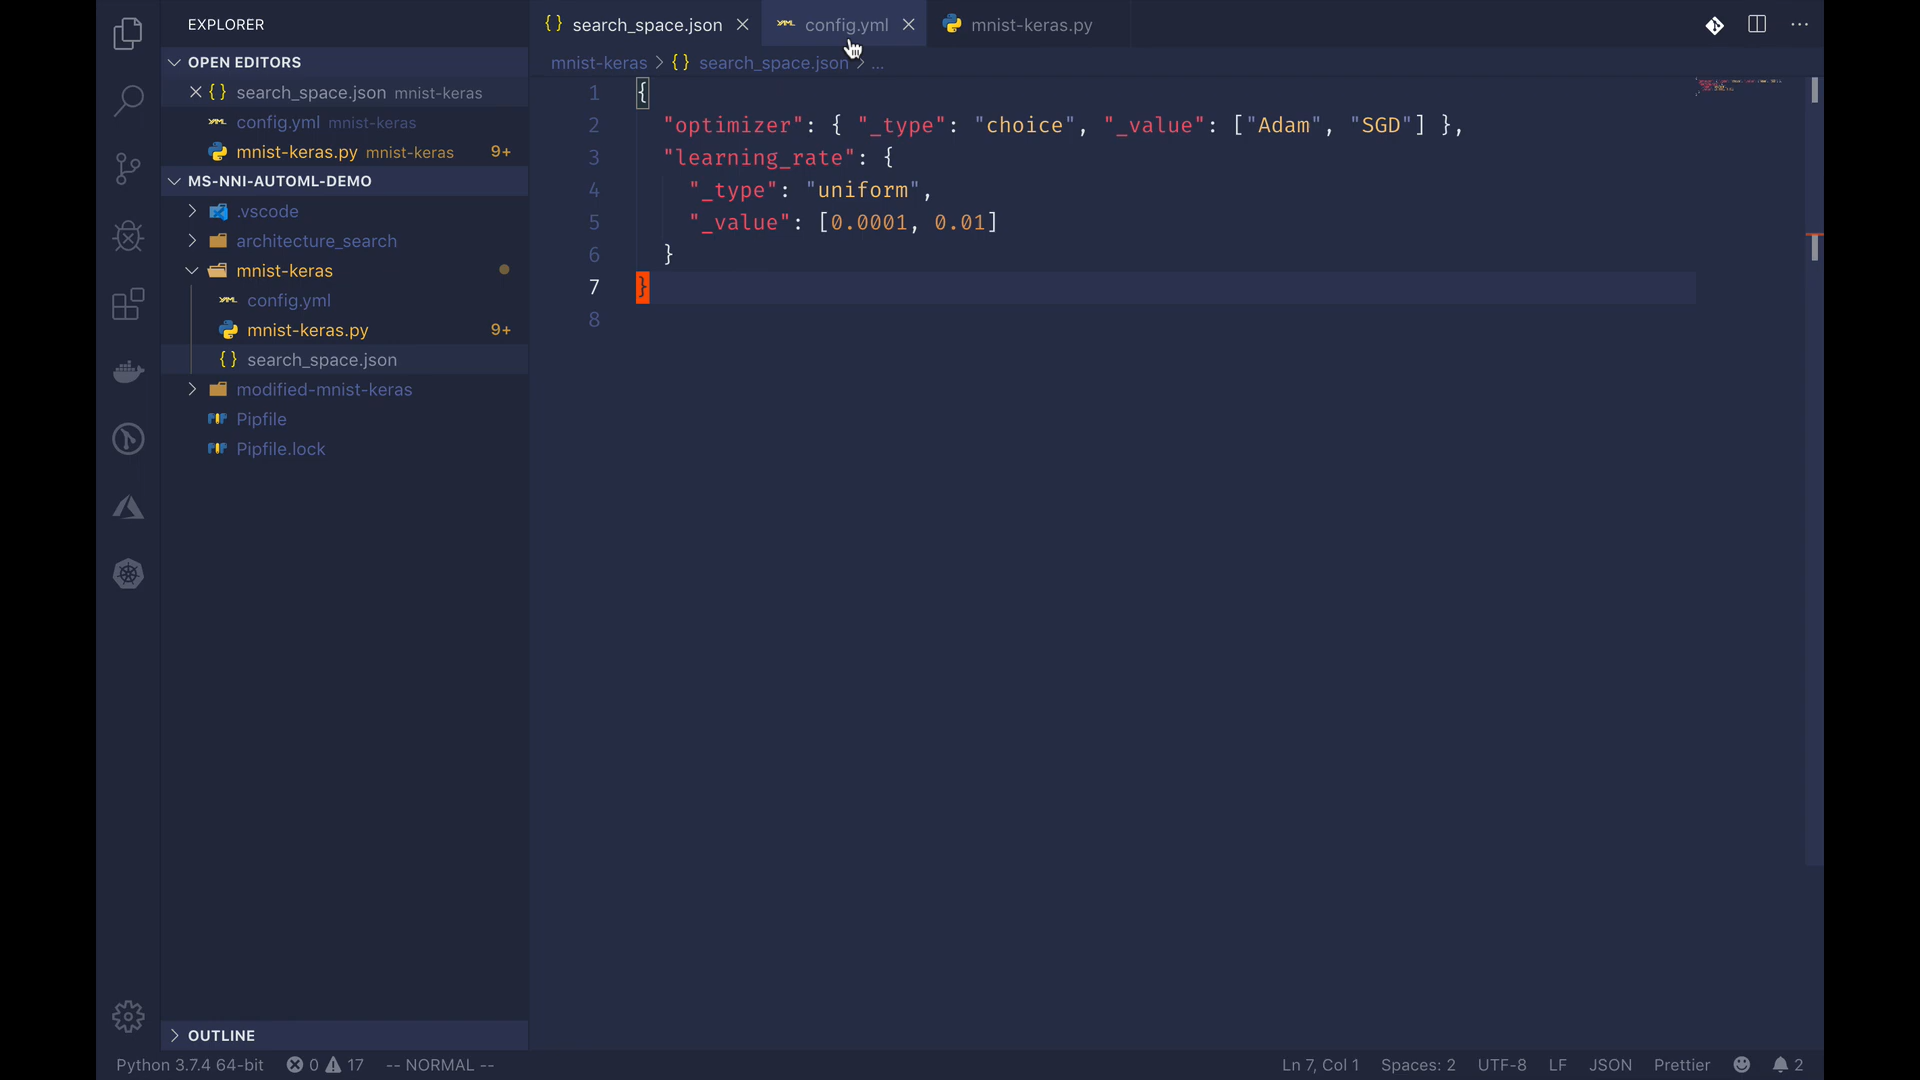 EXPLORER
OPEN EDITORS
search_space.json mnist-keras
config.yml mnist-keras
mnist-keras.py mnist-keras 9+
MS-NNI-AUTOML-DEMO
.vscode
architecture_search
mnist-keras
config.yml
mnist-keras.py 9+
search_space.json
modified-mnist-keras
Pipfile
Pipfile.lock
OUTLINE
{} search_space.json
config.yml
mnist-keras.py
mnist-keras > {} search_space.json > ...
1 {
2 "optimizer": { "_type": "choice", "_value": ["Adam", "SGD"] },
3 "learning_rate": {
4 "_type": "uniform",
5 "_value": [0.0001, 0.01]
6 }
7 }
8
Python 3.7.4 64-bit 0 17 -- NORMAL -- Ln 7, Col 1 Spaces: 2 UTF-8 LF JSON Prettier 2